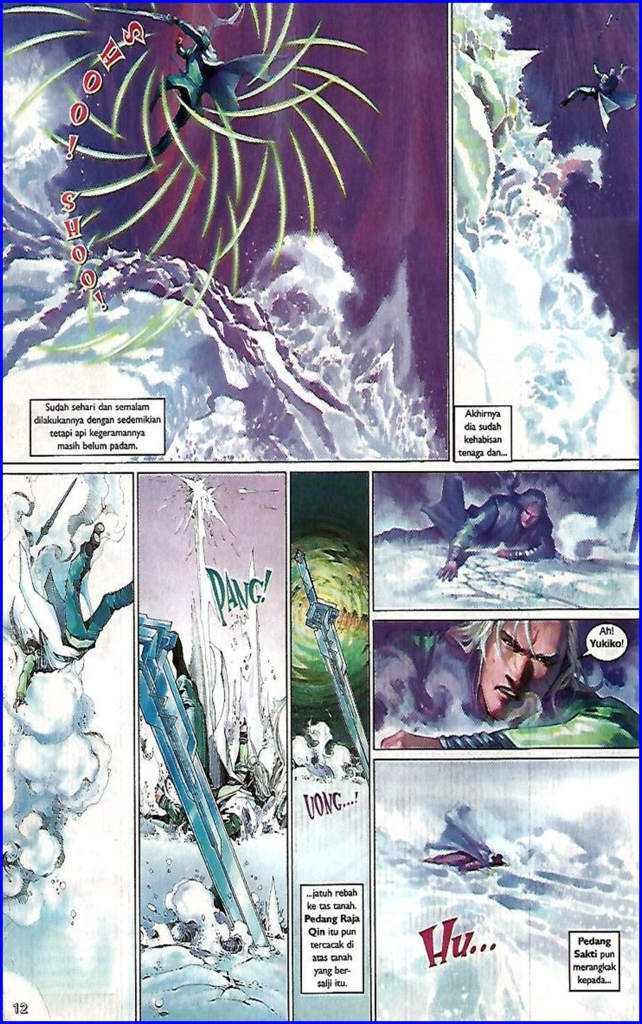 SHOO! SHOO!
Sudah sehari dan semalam
dilakukannya dengan sedemikian
tetapi api kegeramannya
masih belum padam.
Akhirnya
dia sudah
kehabisan
tenaga dan...
PANG!
UONG...!
...jatuh rebah
ke tas tanah.
Pedang Raja
Qin itu pun
tercacak di
atas tanah
yang ber-
salji itu.
Ah!
Yukiko!
HU...
Pedang
Sakti pun
merangkak
kepada...
12